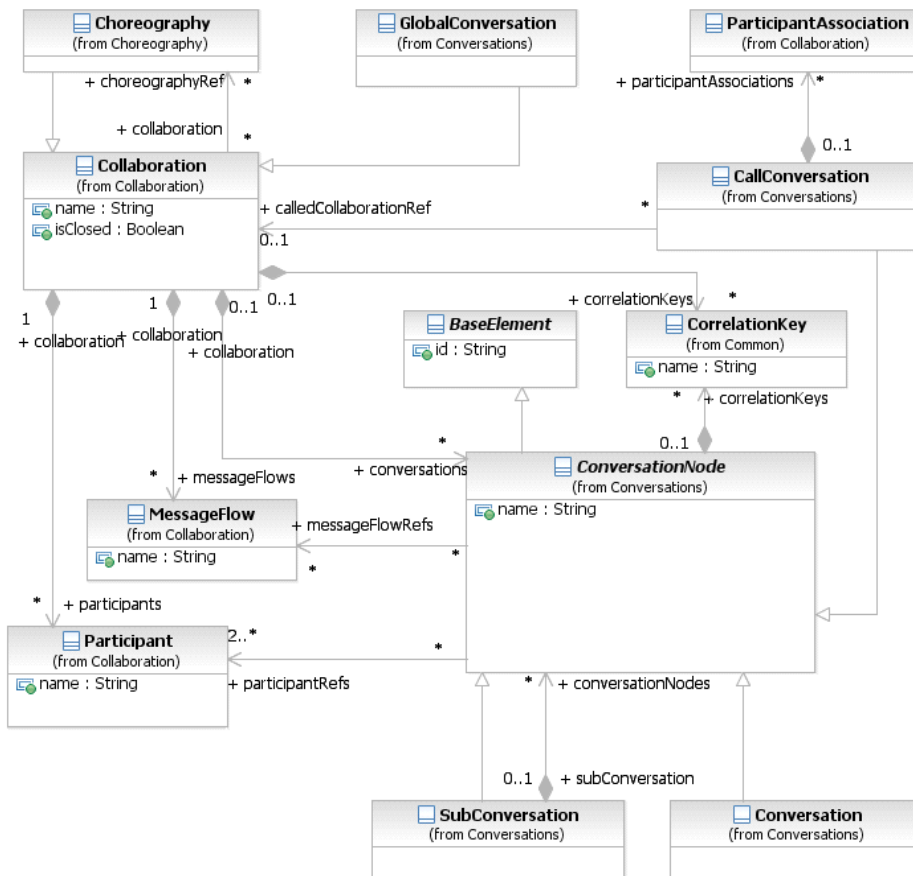 Choreography
(from Choreography)
GlobalConversation
(from Conversations)
ParticipantAssociation
(from Collaboration)
+ choreographyRef
*
+ participantAssociations
*
+ collaboration
*
0..1
Collaboration
(from Collaboration)
name : String
isClosed : Boolean
CallConversation
(from Conversations)
+ calledCollaborationRef
*
0..1
0..1
+ correlationKeys
*
1
+ collaboration
1
+ collaboration
0..1
+ collaboration
BaseElement
id : String
CorrelationKey
(from Common)
name : String
*
+ correlationKeys
0..1
*
+ conversations
ConversationNode
(from Conversations)
name : String
*
+ messageFlows
MessageFlow
(from Collaboration)
name : String
+ messageFlowRefs
*
*
*
+ participants
Participant
(from Collaboration)
name : String
2..*
*
+ participantRefs
*
+ conversationNodes
0..1
+ subConversation
SubConversation
(from Conversations)
Conversation
(from Conversations)